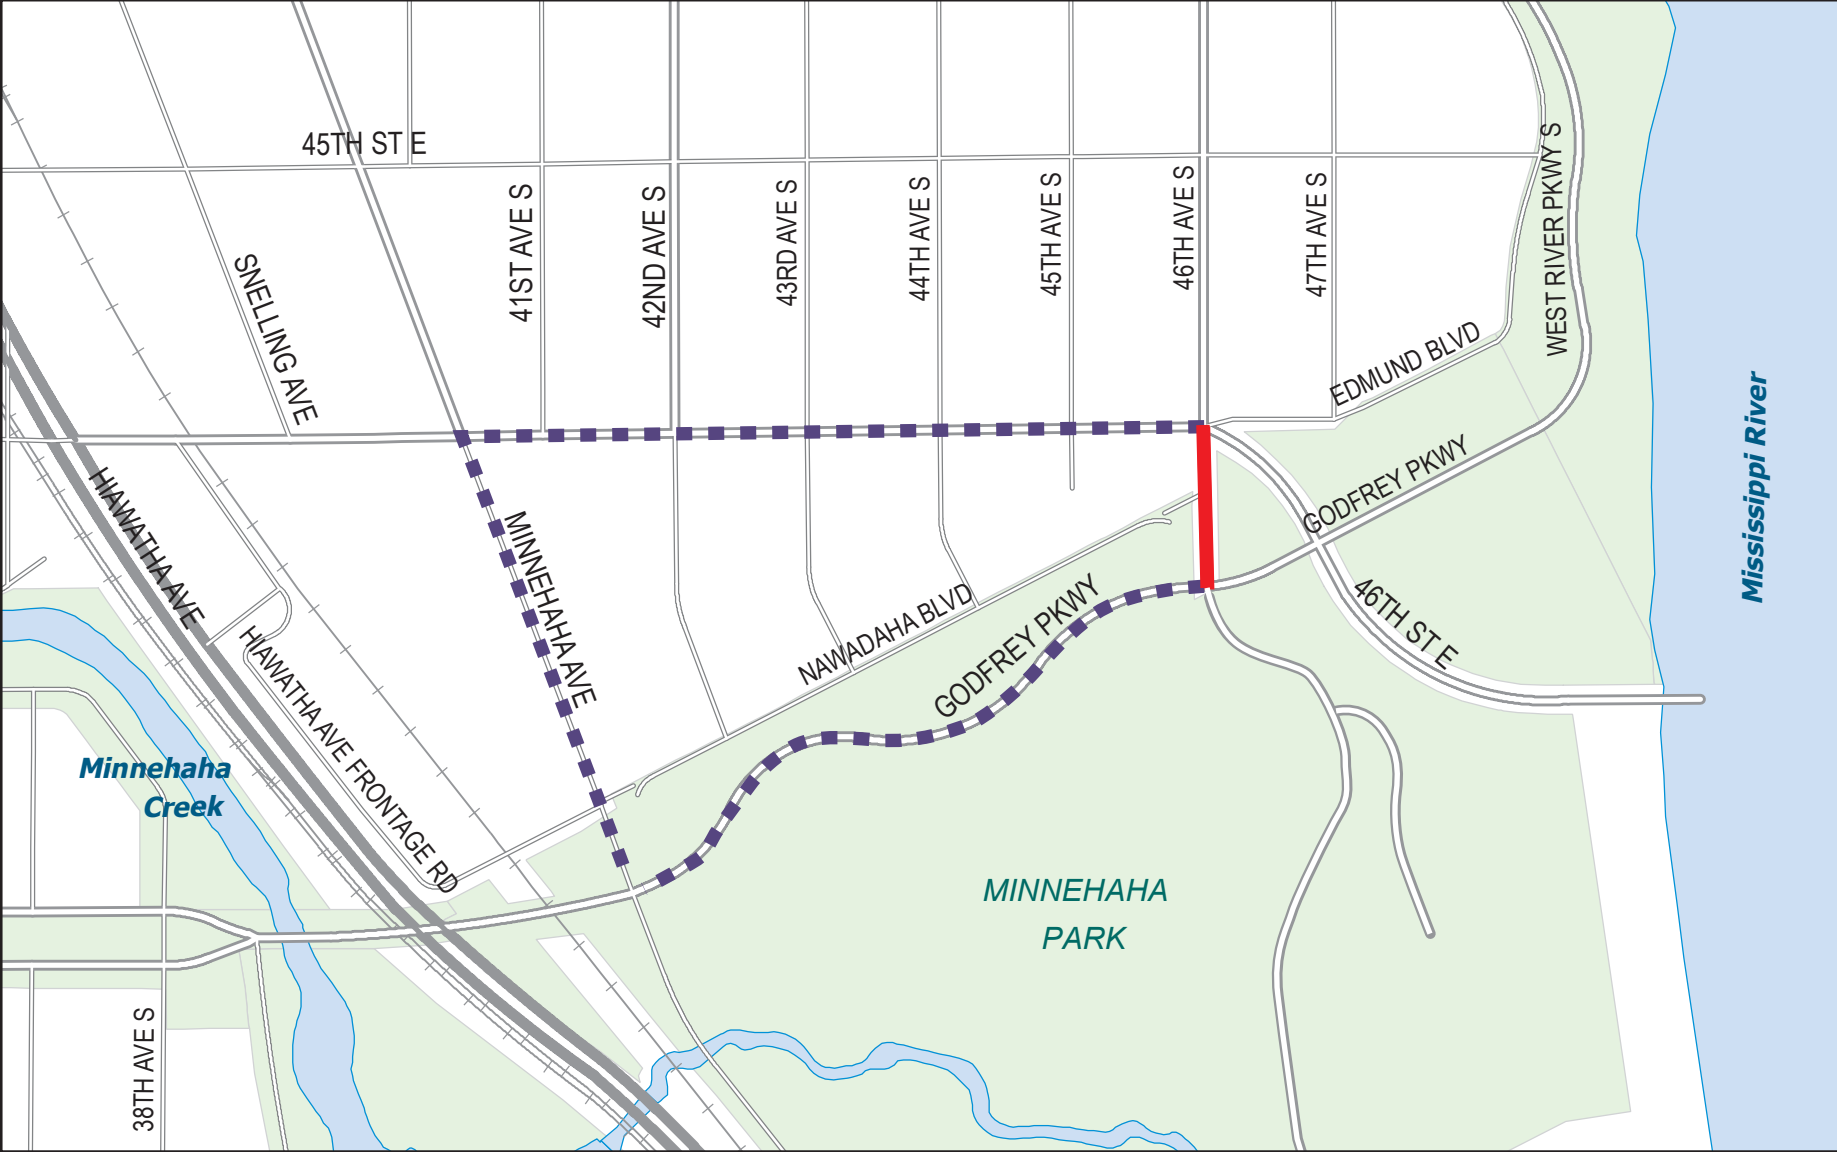 45TH ST E
41ST AVE S
42ND AVE S
43RD AVE S
44TH AVE S
45TH AVE S
46TH AVE S
47TH AVE S
WEST RIVER PKWY S
SNELLING AVE
EDMUND BLVD
Mississippi River
GODFREY PKWY
HIAWATHA AVE
MINNEHAHA AVE
NAWADAHA BLVD
GODFREY PKWY
46TH ST E
HIAWATHA AVE FRONTAGE RD
Minnehaha
Creek
MINNEHAHA
PARK
38TH AVE S